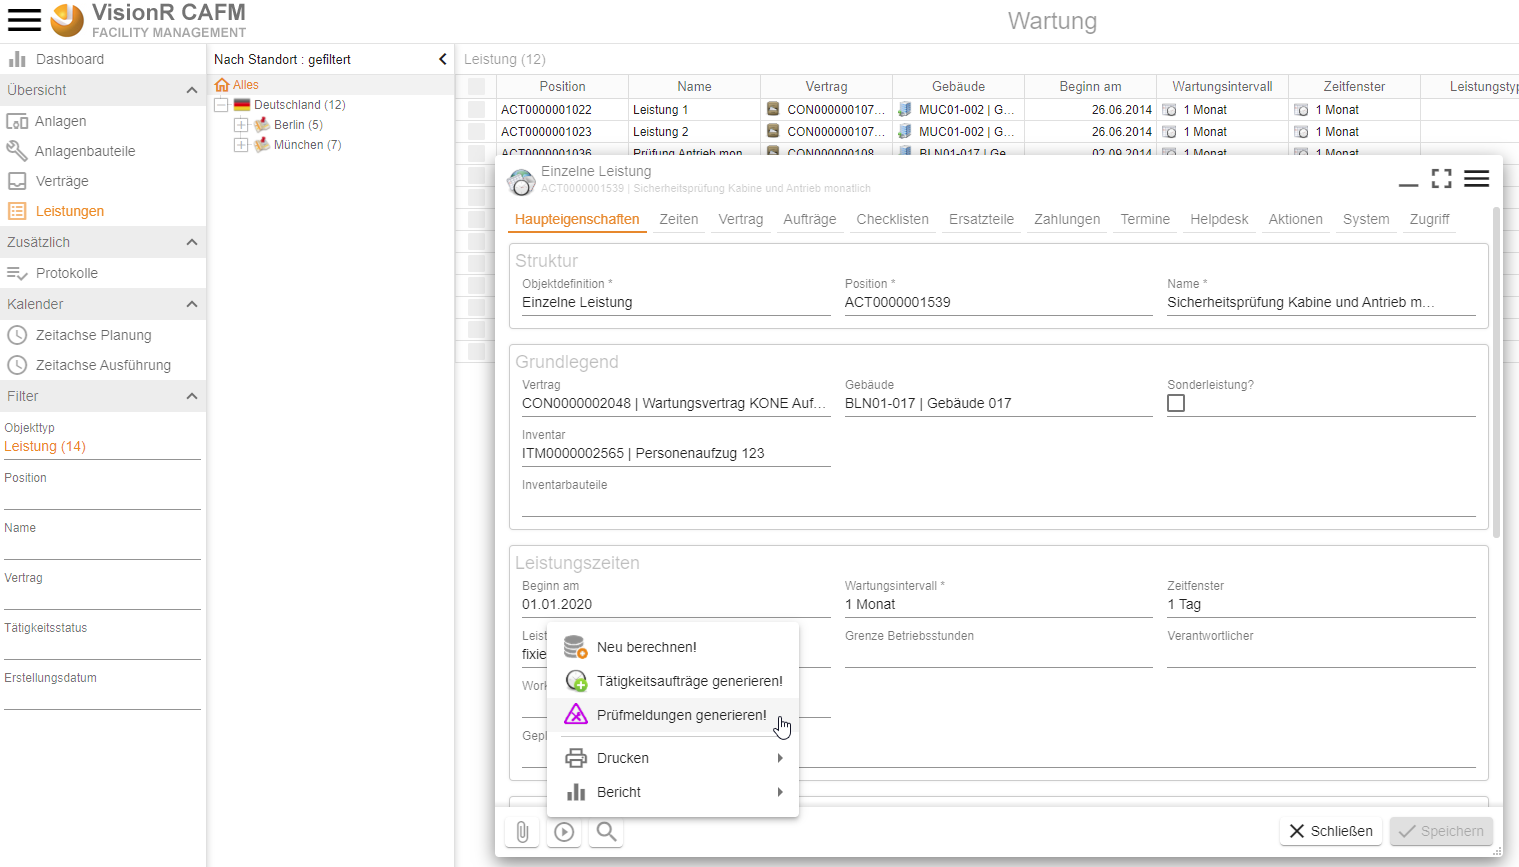 VisionR CAFM
FACILITY MANAGEMENT
Wartung
Dashboard
Übersicht
Anlagen
Anlagenbauteile
Verträge
Leistungen
Zusätzlich
Protokolle
Kalender
Zeitachse Planung
Zeitachse Ausführung
Filter
Objekttyp
Leistung (14)
Position
Name
Vertrag
Tätigkeitsstatus
Erstellungsdatum
Nach Standort : gefiltert
Alles
Deutschland (12)
Berlin (5)
München (7)
Leistung (12)
Position Name Vertrag Gebäude Beginn am Wartungsintervall Zeitfenster Leistungstyp
ACT0000001022 Leistung 1 CON000000107... MUC01-002 | G... 26.06.2014 1 Monat 1 Monat
ACT0000001023 Leistung 2 CON000000107... MUC01-002 | G... 26.06.2014 1 Monat 1 Monat
ACT0000001036 Prüfung Antrieb mon... CON000000108... BLN01-017 | Ge... 02.09.2014 1 Monat 1 Monat
Einzelne Leistung
ACT0000001539 | Sicherheitsprüfung Kabine und Antrieb monatlich
Haupteigenschaften Zeiten Vertrag Aufträge Checklisten Ersatzteile Zahlungen Termine Helpdesk Aktionen System Zugriff
Struktur
Objektdefinition * Position * Name *
Einzelne Leistung ACT0000001539 Sicherheitsprüfung Kabine und Antrieb m...
Grundlegend
Vertrag Gebäude Sonderleistung?
CON0000002048 | Wartungsvertrag KONE Auf... BLN01-017 | Gebäude 017
Inventar
ITM0000002565 | Personenaufzug 123
Inventarbauteile
Leistungszeiten
Beginn am Wartungsintervall * Zeitfenster
01.01.2020 1 Monat 1 Tag
Leist Grenze Betriebsstunden Verantwortlicher
fixie
Work
Gepl
Neu berechnen!
Tätigkeitsaufträge generieren!
Prüfmeldungen generieren!
Drucken
Bericht
Schließen Speichern